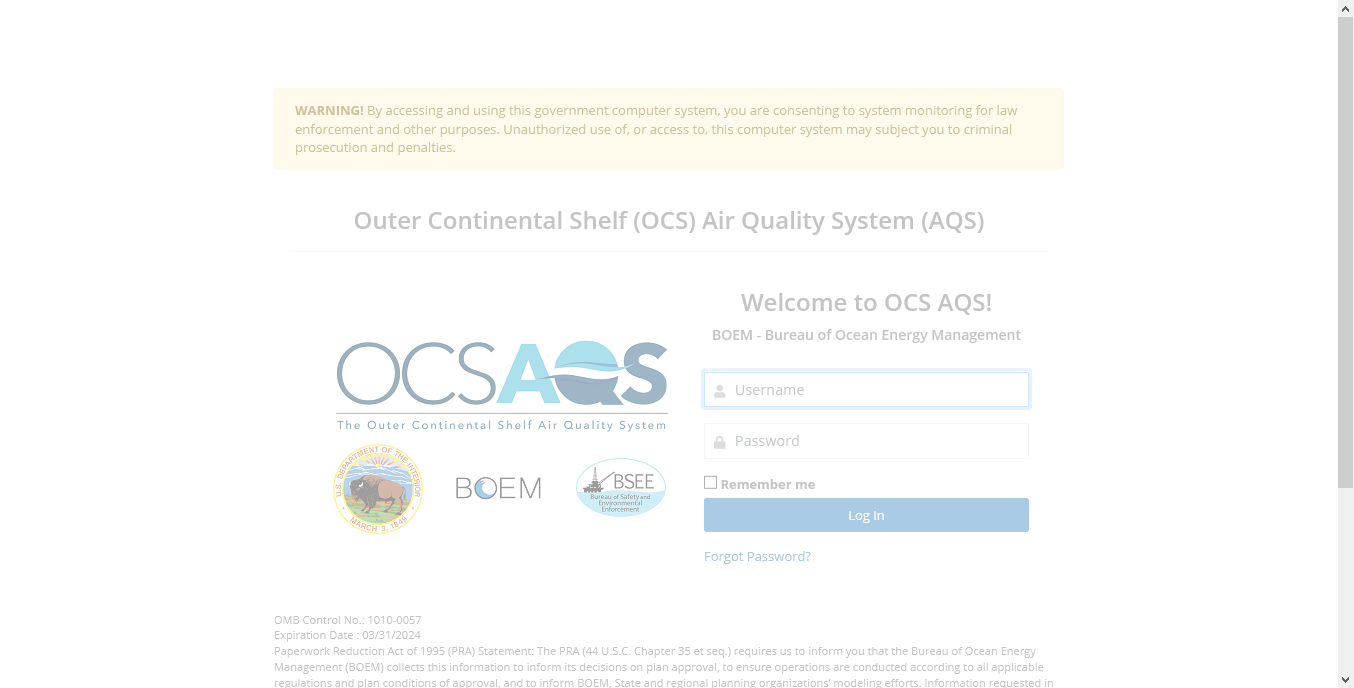 WARNING! By accessing and using this government computer system, you are consenting to system monitoring for law
enforcement and other purposes. Unauthorized use of, or access to, this computer system may subject you to criminal
prosecution and penalties.
Outer Continental Shelf (OCS) Air Quality System (AQS)
OCSAQS
The Outer Continental Shelf Air Quality System
U.S. DEPARTMENT OF THE INTERIOR
MARCH 3, 1849
BOEM
BSEE
Bureau of Safety and
Environmental
Enforcement
Welcome to OCS AQS!
BOEM - Bureau of Ocean Energy Management
Username
Password
Remember me
Log In
Forgot Password?
OMB Control No.: 1010-0057
Expiration Date : 03/31/2024
Paperwork Reduction Act of 1995 (PRA) Statement: The PRA (44 U.S.C. Chapter 35 et seq.) requires us to inform you that the Bureau of Ocean Energy
Management (BOEM) collects this information to inform its decisions on plan approval, to ensure operations are conducted according to all applicable
regulations and plan conditions of approval, and to inform BOEM, State and regional planning organizations' modeling efforts. Information requested in